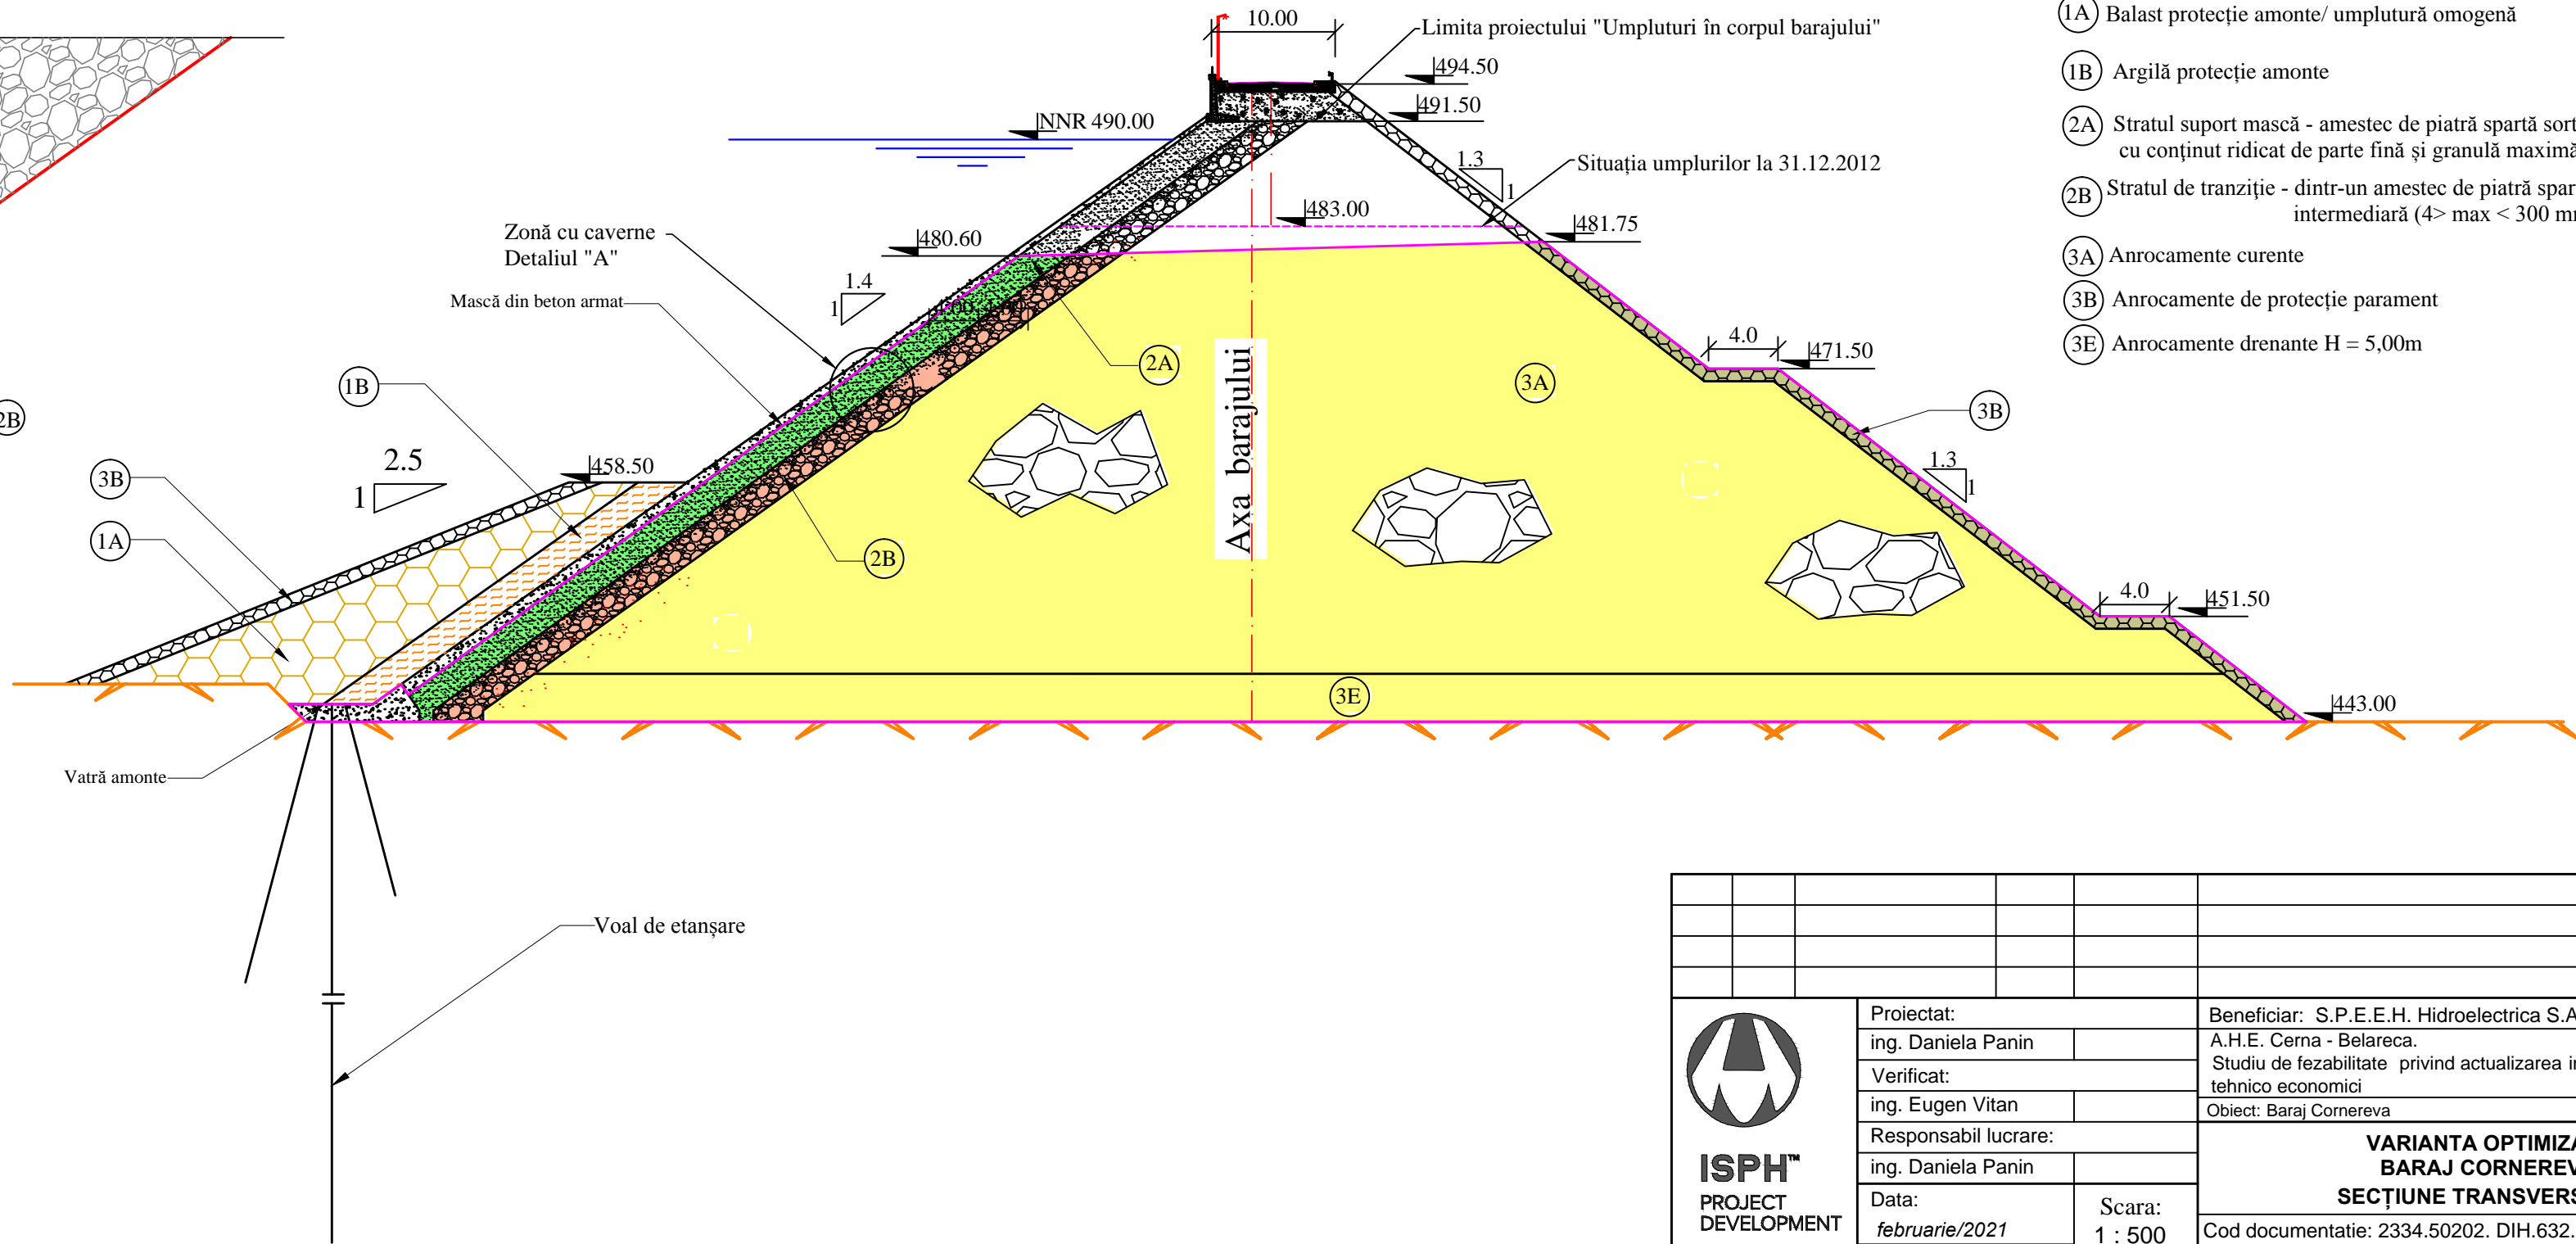 10.00
Limita proiectului "Umpluturi în corpul barajului"
494.50
491.50
NNR 490.00
1.3
1
Situația umplurilor la 31.12.2012
483.00
481.75
480.60
Zonă cu caverne
Detaliul "A"
Mască din beton armat
1.4
1
2A
3A
4.0
471.50
1B
3B
2B
2.5
1
458.50
3B
1A
1.3
1
2B
Axa barajului
4.0
451.50
3E
443.00
Vatră amonte
Voal de etanșare
1A Balast protecție amonte/ umplutură omogenă
1B Argilă protecție amonte
2A Stratul suport mască - amestec de piatră spartă sort
cu conţinut ridicat de parte fină și granulă maximă
2B Stratul de tranziţie - dintr-un amestec de piatră spar
intermediară (4> max < 300 mm
3A Anrocamente curente
3B Anrocamente de protecție parament
3E Anrocamente drenante H = 5,00m
ISPH™
PROJECT
DEVELOPMENT
Proiectat:
ing. Daniela Panin
Verificat:
ing. Eugen Vitan
Responsabil lucrare:
ing. Daniela Panin
Data:
februarie/2021
Scara:
1 : 500
Beneficiar: S.P.E.E.H. Hidroelectrica S.A
A.H.E. Cerna - Belareca.
Studiu de fezabilitate privind actualizarea in
tehnico economici
Obiect: Baraj Cornereva
VARIANTA OPTIMIZA
BARAJ CORNEREV
SECȚIUNE TRANSVERS
Cod documentatie: 2334.50202. DIH.632.